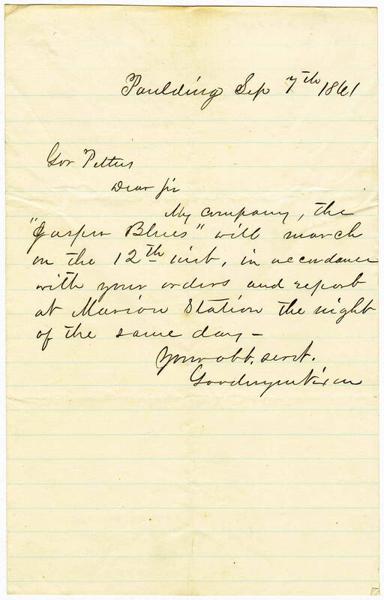 Paulding Sep 7th 1861
Gov Pettus
Dear Sir
My company, the
"Jasper Blues" will march
on the 12th inst, in accordance
with your orders and report
at Marion Station the night
of the same day—
Your obt. servt.
Goodwyn Nixon